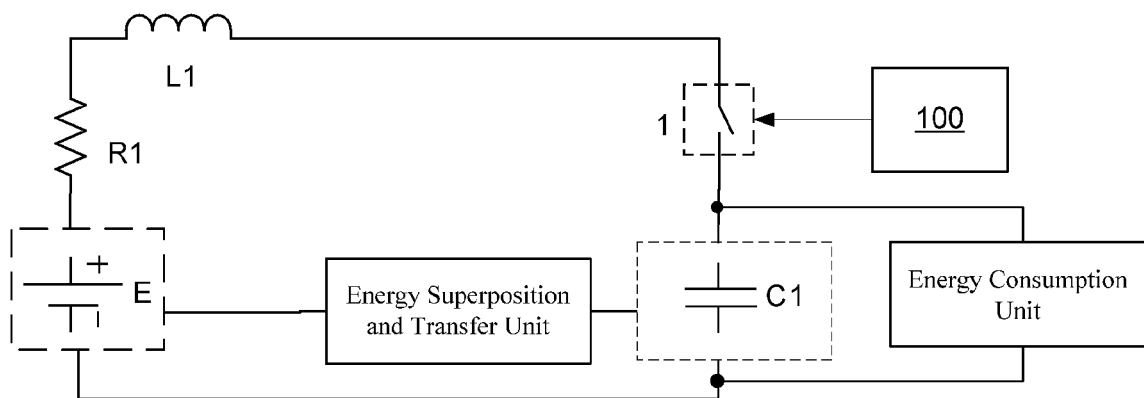 L1
1
100
R1
+
E
Energy Superposition
and Transfer Unit
C1
Energy Consumption
Unit